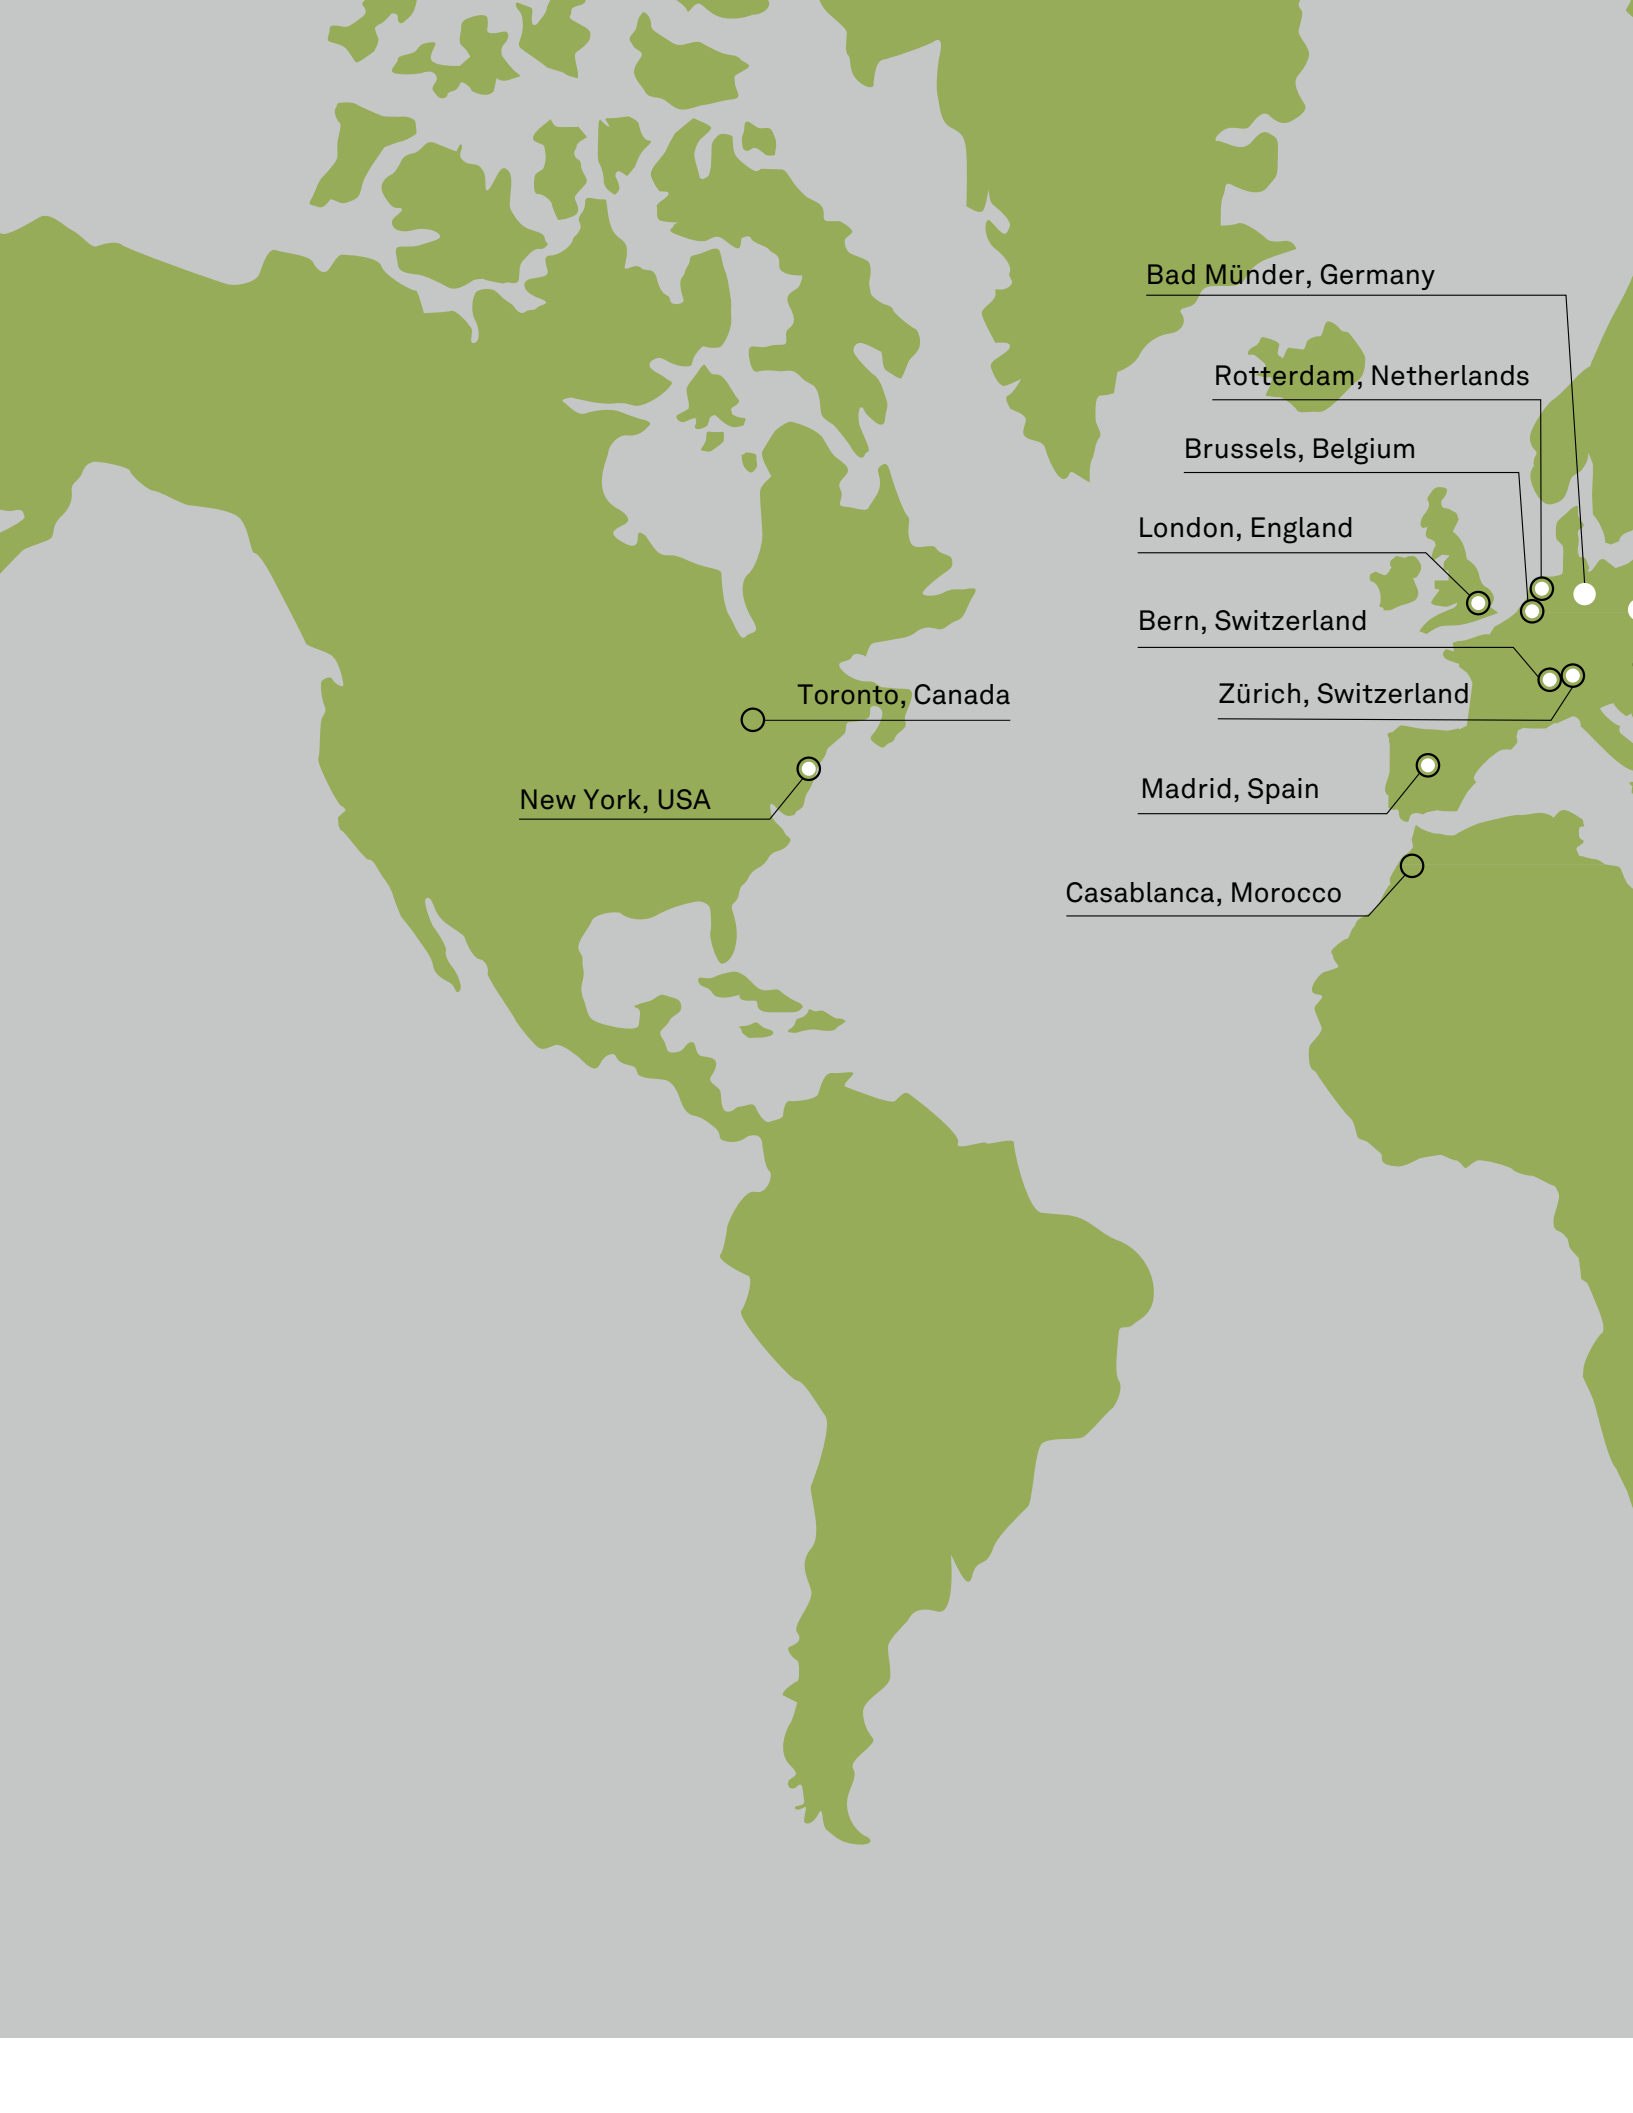 Bad Münder, Germany
Rotterdam, Netherlands
Brussels, Belgium
London, England
Bern, Switzerland
Zürich, Switzerland
Toronto, Canada
Madrid, Spain
New York, USA
Casablanca, Morocco